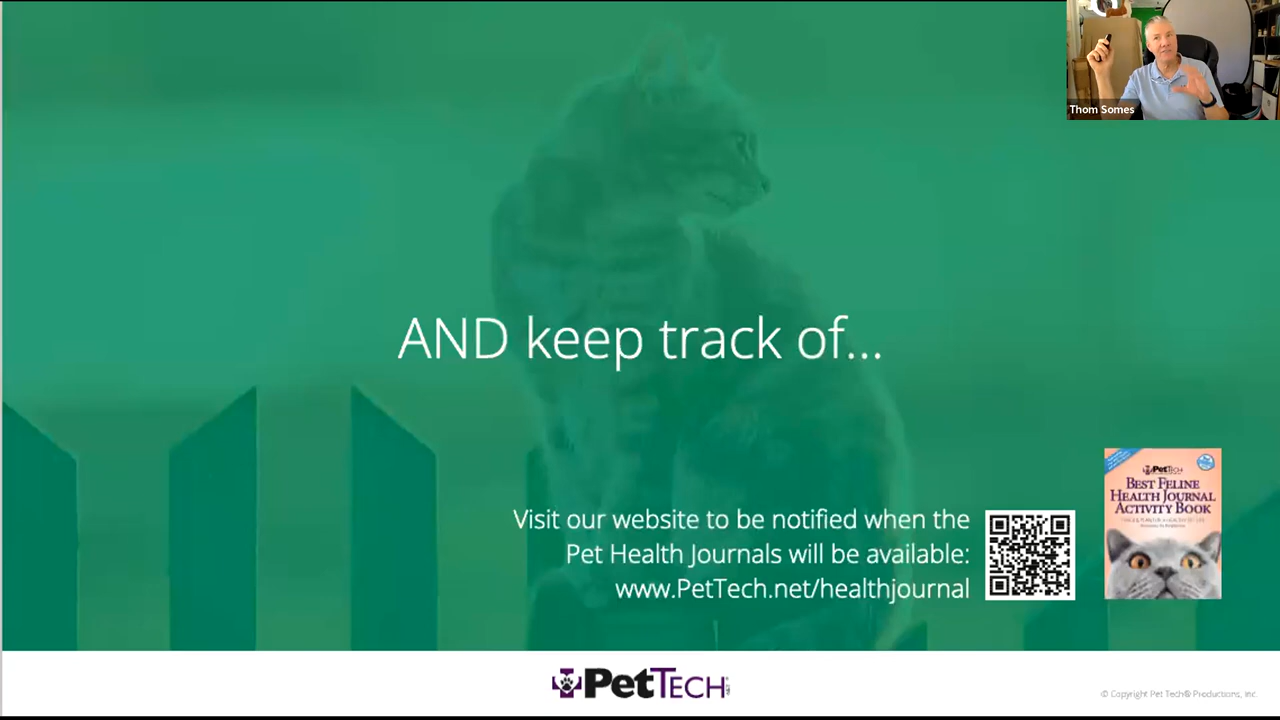 Thom Somes
AND keep track of...
Visit our website to be notified when the
Pet Health Journals will be available:
www.PetTech.net/healthjournal
PetTech
BEST FELINE
HEALTH JOURNAL
ACTIVITY BOOK
PetTECH
© Copyright Pet Tech® Productions, Inc.